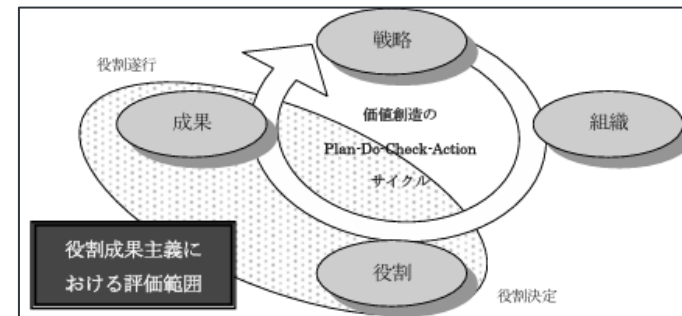 戦略
役割遂行
成果
価値創造の
Plan-Do-Check-Action
サイクル
組織
役割成果主義に
おける評価範囲
役割
役割決定